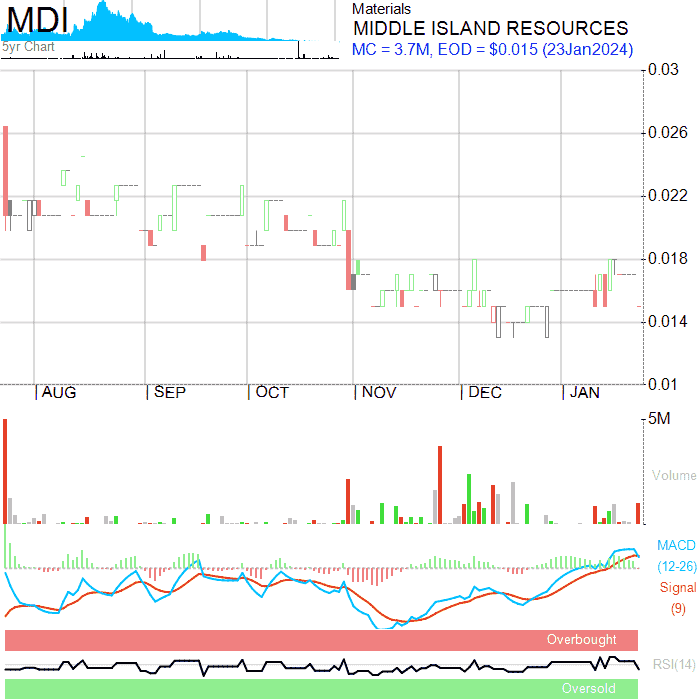 MDI
5yr Chart
Materials
MIDDLE ISLAND RESOURCES
MC = 3.7M, EOD = $0.015 (23Jan2024)
0.03
0.026
0.022
0.018
0.014
0.01
AUG SEP OCT NOV DEC JAN
5M
Volume
MACD
(12-26)
Signal
(9)
Overbought
RSI(14)
Oversold